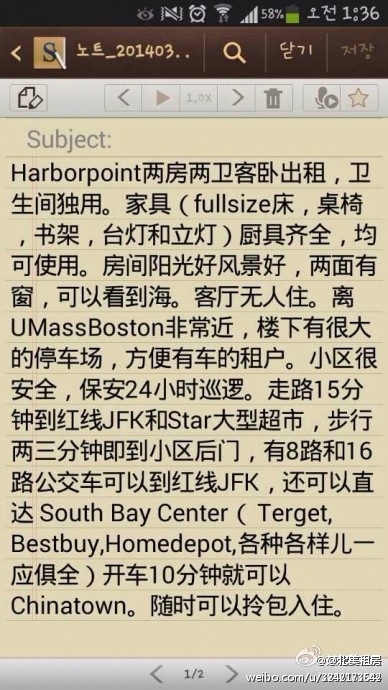 58% 오전 1:36
노트_201403... 닫기 저장
1.0x
Subject:
Harborpoint两房两卫客卧出租，卫
生间独用。家具（fullsize床，桌椅
，书架，台灯和立灯）厨具齐全，均
可使用。房间阳光好风景好，两面有
窗，可以看到海。客厅无人住。离
UMassBoston非常近，楼下有很大
的停车场，方便有车的租户。小区很
安全，保安24小时巡逻。走路15分
钟到红线JFK和Star大型超市，步行
两三分钟即到小区后门，有8路和16
路公交车可以到红线JFK，还可以直
达 South Bay Center（ Terget,
Bestbuy,Homedepot,各种各样儿一
应俱全）开车10分钟就可以
Chinatown。随时可以拎包入住。
1/2
北美租房